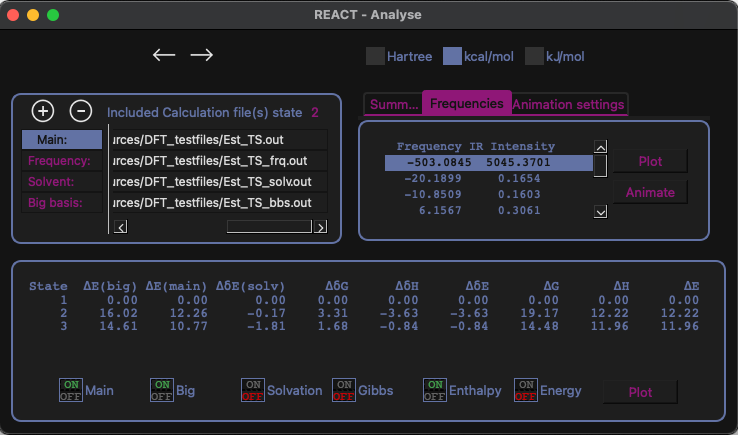 REACT - Analyse
Hartree kcal/mol kJ/mol
Included Calculation file(s) state 2
Main: urces/DFT_testfiles/Est_TS.out
Frequency: urces/DFT_testfiles/Est_TS_frq.out
Solvent: urces/DFT_testfiles/Est_TS_solv.out
Big basis: urces/DFT_testfiles/Est_TS_bbs.out
Summ... Frequencies Animation settings
Frequency IR Intensity
-503.0845 5045.3701
-20.1899 0.1654
-10.8509 0.1603
6.1567 0.3061
Plot
Animate
State ΔE(big) ΔE(main) ΔδE(solv) ΔδG ΔδH ΔδE ΔG ΔH ΔE
1 0.00 0.00 0.00 0.00 0.00 0.00 0.00 0.00 0.00
2 16.02 12.26 -0.17 3.31 -3.63 -3.63 19.17 12.22 12.22
3 14.61 10.77 -1.81 1.68 -0.84 -0.84 14.48 11.96 11.96
ON OFF Main ON OFF Big ON OFF Solvation ON OFF Gibbs ON OFF Enthalpy ON OFF Energy Plot